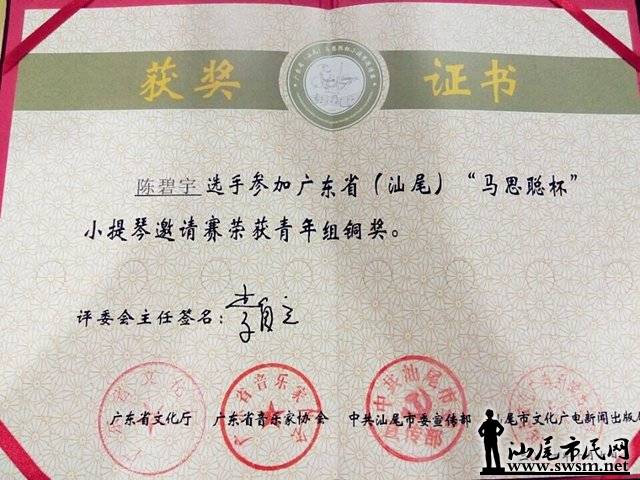 获奖 证书
陈碧宇选手参加广东省(汕尾)“马思聪杯”
小提琴邀请赛荣获青年组铜奖。
评委会主任签名:李自立
广东省文化厅 广东省音乐家协会 中共汕尾市委宣传部 汕尾市文化广电新闻出版局
汕尾市民网
www.swsm.net